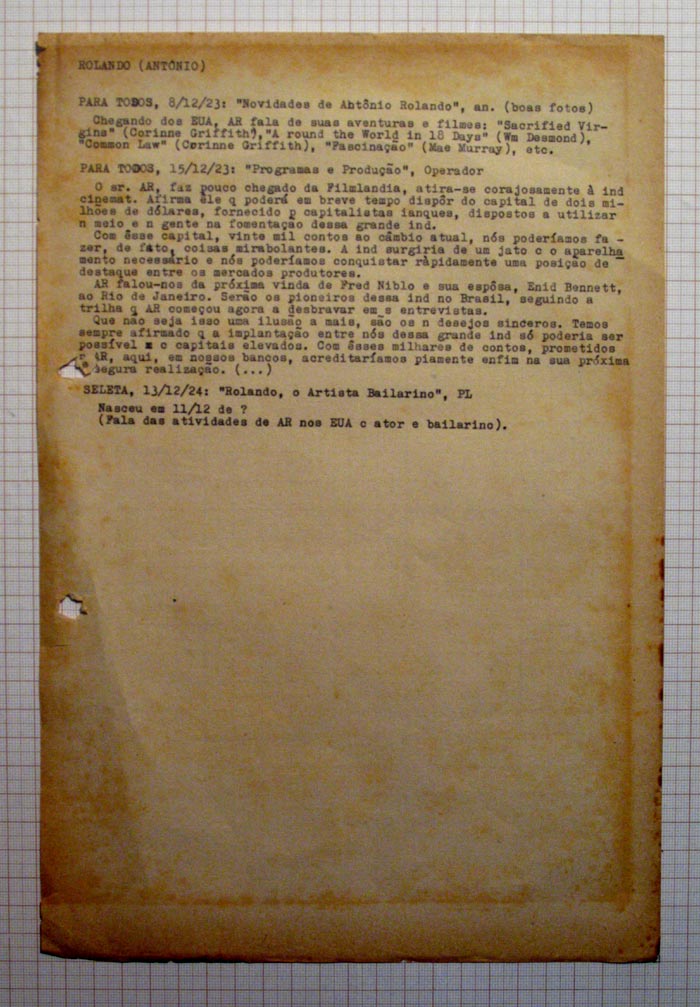 ROLANDO (ANTÔNIO)
PARA TODOS, 8/12/23: "Novidades de Ahtônio Rolando", an. (boas fotos)
Chegando dos EUA, AR fala de suas aventuras e filmes: "Sacrified Vir-
gins" (Corinne Griffith),"A round the World in 18 Days" (Wm Desmond),
"Common Law" (Corinne Griffith), "Fascinação" (Mae Murray), etc.
PARA TODOS, 15/12/23: "Programas e Produção", Operador
O sr. AR, faz pouco chegado da Filmlandia, atira-se corajosamente à ind
cinemat. Afirma êle q poderá em breve tempo dispôr do capital de dois mi-
lhões de dólares, fornecido p capitalistas ianques, dispostos a utilizar
n meio e n gente na fomentação dessa grande ind.
Com êsse capital, vinte mil contos ao câmbio atual, nós poderíamos fa -
zer, de fato, coisas mirabolantes. A ind surgiria de um jato c o aparelha
mento necessário e nós poderíamos conquistar ràpidamente uma posição de
destaque entre os mercados produtores.
AR falou-nos da próxima vinda de Fred Niblo e sua espôsa, Enid Bennett,
ao Rio de Janeiro. Serão os pioneiros dessa ind no Brasil, seguindo a
trilha q AR começou agora a desbravar em s entrevistas.
Que não seja isso uma ilusão a mais, são os n desejos sinceros. Temos
sempre afirmado q a implantação entre nós dessa grande ind só poderia ser
possível c capitais elevados. Com êsses milhares de contos, prometidos
AR, aqui, em nossos bancos, acreditaríamos piamente enfim na sua próxima
e segura realização. (...)
SELETA, 13/12/24: "Rolando, o Artista Bailarino", PL
Nasceu em 11/12 de ?
(Fala das atividades de AR nos EUA c ator e bailarino).